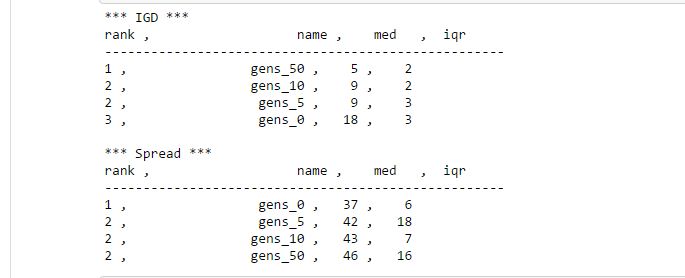 *** IGD ***
rank ,                   name ,    med   ,  iqr
----------------------------------------------------
1 ,                gens_50 ,    5 ,    2
2 ,                gens_10 ,    9 ,    2
2 ,                 gens_5 ,    9 ,    3
3 ,                 gens_0 ,   18 ,    3
*** Spread ***
rank ,                   name ,    med   ,  iqr
----------------------------------------------------
1 ,                 gens_0 ,   37 ,    6
2 ,                 gens_5 ,   42 ,   18
2 ,                gens_10 ,   43 ,    7
2 ,                gens_50 ,   46 ,   16